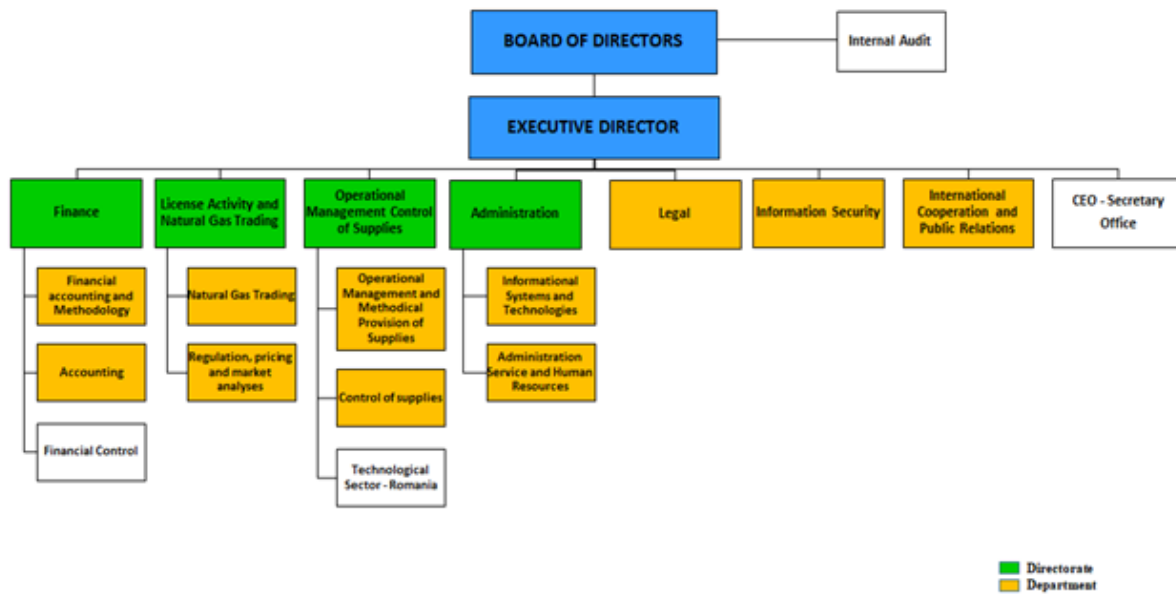 BOARD OF DIRECTORS
Internal Audit
EXECUTIVE DIRECTOR
Finance
License Activity and
Natural Gas Trading
Operational
Management Control
of Supplies
Administration
Legal
Information Security
International
Cooperation and
Public Relations
CEO - Secretary
Office
Financial
accounting and
Methodology
Accounting
Financial Control
Natural Gas Trading
Regulation, pricing
and market
analyses
Operational
Management and
Methodical
Provision of
Supplies
Control of supplies
Technological
Sector - Romania
Informational
Systems and
Technologies
Administration
Service and Human
Resources
Directorate
Department